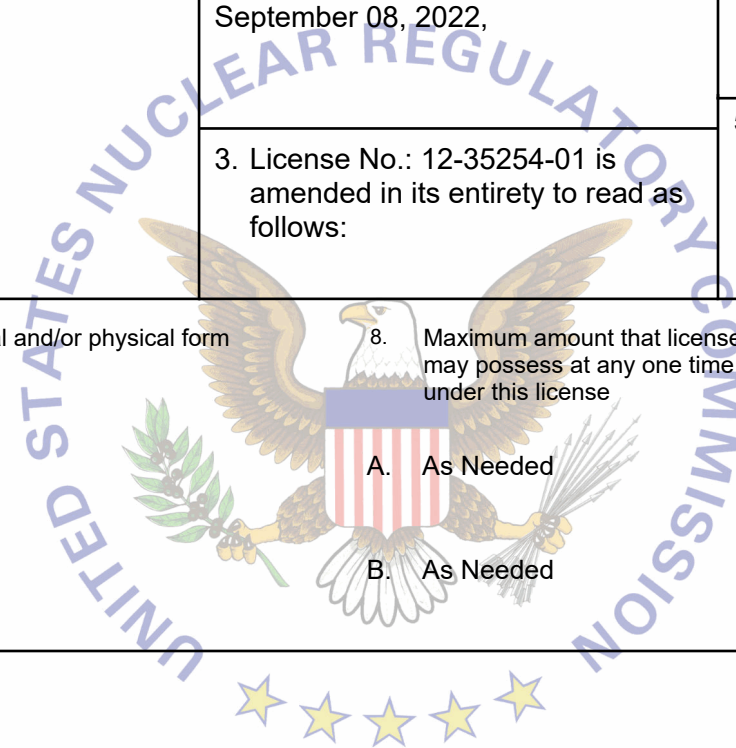 September 08, 2022,
3. License No.: 12-35254-01 is
amended in its entirety to read as
follows:
and/or physical form
8. Maximum amount that
may possess at any one time
under this license
A. As Needed
B. As Needed
UNITED STATES NUCLEAR REGULATORY COMMISSION